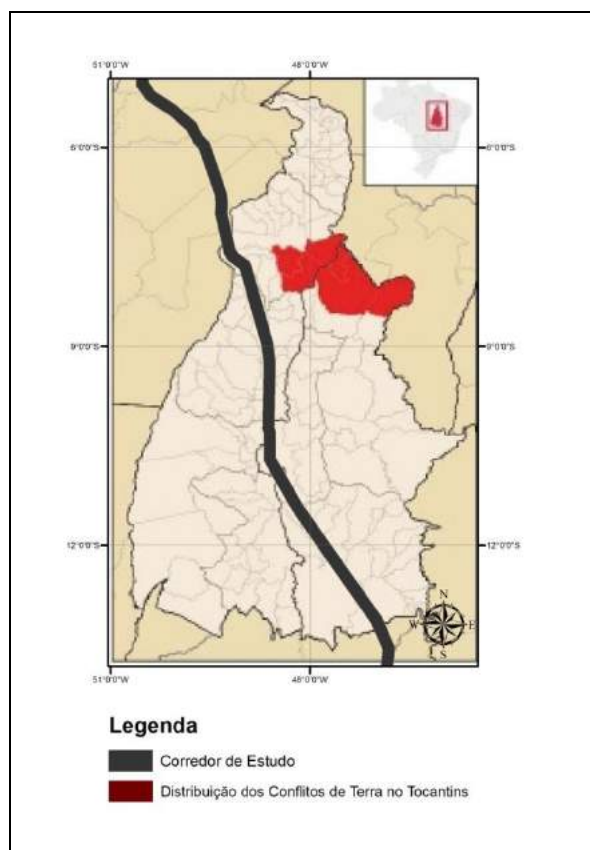 51°0'0"W
48°0'0"W
6°0'0"S
6°0'0"S
9°0'0"S
9°0'0"S
12°0'0"S
12°0'0"S
N
W
E
S
51°0'0"W
48°0'0"W
Legenda
Corredor de Estudo
Distribuição dos Conflitos de Terra no Tocantins